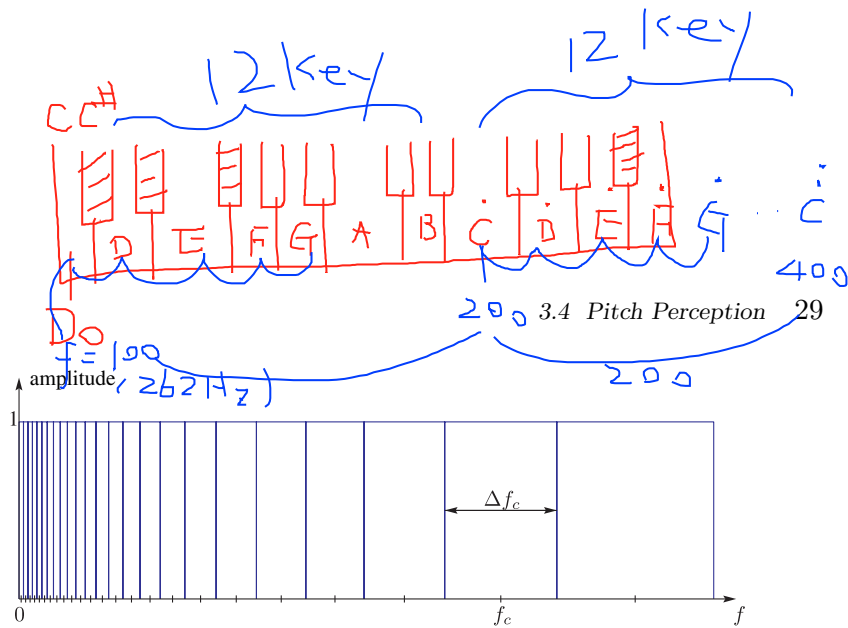 12 key
12 key
C C#
D E F G A B Ċ Ḋ Ė Ḟ Ġ . . Ċ
400
Do
200
3.4 Pitch Perception 29
f = 100
(262Hz)
200
amplitude
1
Δf_c
0
f_c
f